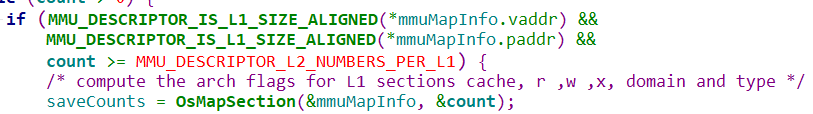 if (MMU_DESCRIPTOR_IS_L1_SIZE_ALIGNED(*mmuMapInfo.vaddr) &&
MMU_DESCRIPTOR_IS_L1_SIZE_ALIGNED(*mmuMapInfo.paddr) &&
count >= MMU_DESCRIPTOR_L2_NUMBERS_PER_L1) {
/* compute the arch flags for L1 sections cache, r ,w ,x, domain and type */
saveCounts = OsMapSection(&mmuMapInfo, &count);